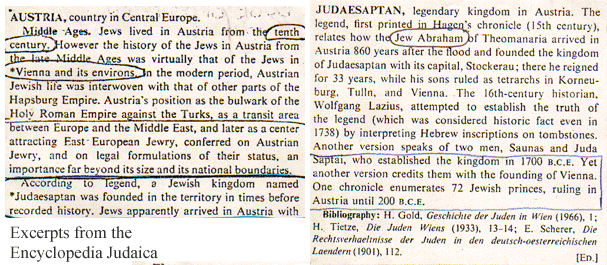 AUSTRIA, country in Central Europe.
Middle Ages. Jews lived in Austria from the tenth
century. However the history of the Jews in Austria from
the late Middle Ages was virtually that of the Jews in
*Vienna and its environs. In the modern period, Austrian
Jewish life was interwoven with that of other parts of the
Hapsburg Empire. Austria's position as the bulwark of the
Holy Roman Empire against the Turks, as a transit area
between Europe and the Middle East, and later as a center
attracting East European Jewry, conferred on Austrian
Jewry, and on legal formulations of their status, an
importance far beyond its size and its national boundaries.
According to legend, a Jewish kingdom named
*Judaesaptan was founded in the territory in times before
recorded history. Jews apparently arrived in Austria with
Excerpts from the
Encyclopedia Judaica
JUDAESAPTAN, legendary kingdom in Austria. The
legend, first printed in Hagen's chronicle (15th century),
relates how the Jew Abraham of Theomanaria arrived in
Austria 860 years after the flood and founded the kingdom
of Judaesaptan with its capital, Stockerau; there he reigned
for 33 years, while his sons ruled as tetrarchs in Korneu-
burg, Tulln, and Vienna. The 16th-century historian,
Wolfgang Lazius, attempted to establish the truth of
the legend (which was considered historic fact even in
1738) by interpreting Hebrew inscriptions on tombstones.
Another version speaks of two men, Saunas and Juda
Saptai, who established the kingdom in 1700 B.C.E. Yet
another version credits them with the founding of Vienna.
One chronicle enumerates 72 Jewish princes, ruling in
Austria until 200 B.C.E.
Bibliography: H. Gold, Geschichte der Juden in Wien (1966), 1;
H. Tietze, Die Juden Wiens (1933), 13-14; E. Scherer, Die
Rechtsverhaeltnisse der Juden in den deutsch-oesterreichischen
Laendern (1901), 112.
[Ed.]